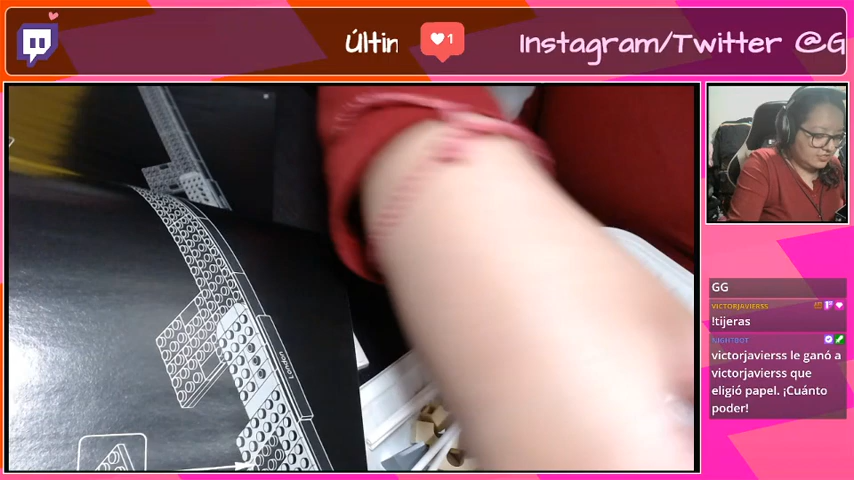 Últin
1
Instagram/Twitter @G
GG
VICTORJAVIERSS
!tijeras
NIGHTBOT
victorjavierss le ganó a
victorjavierss que
eligió papel. ¡Cuánto
poder!